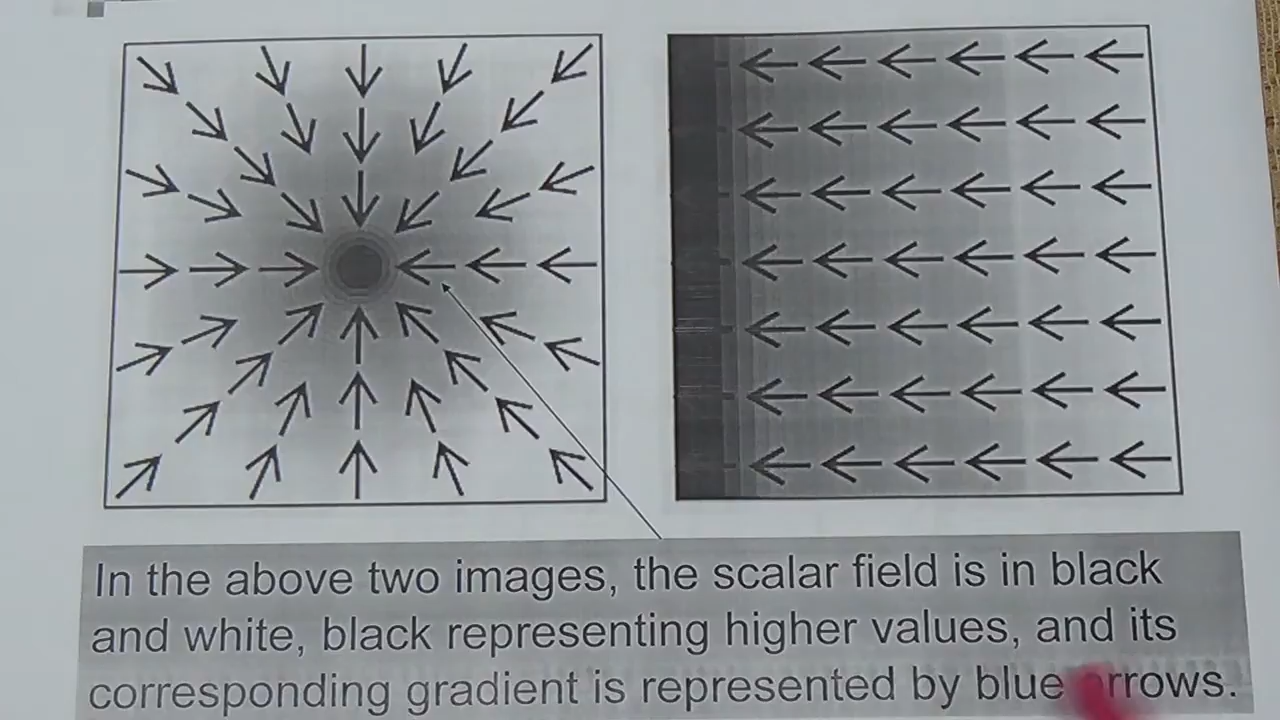 In the above two images, the scalar field is in black
and white, black representing higher values, and its
corresponding gradient is represented by blue